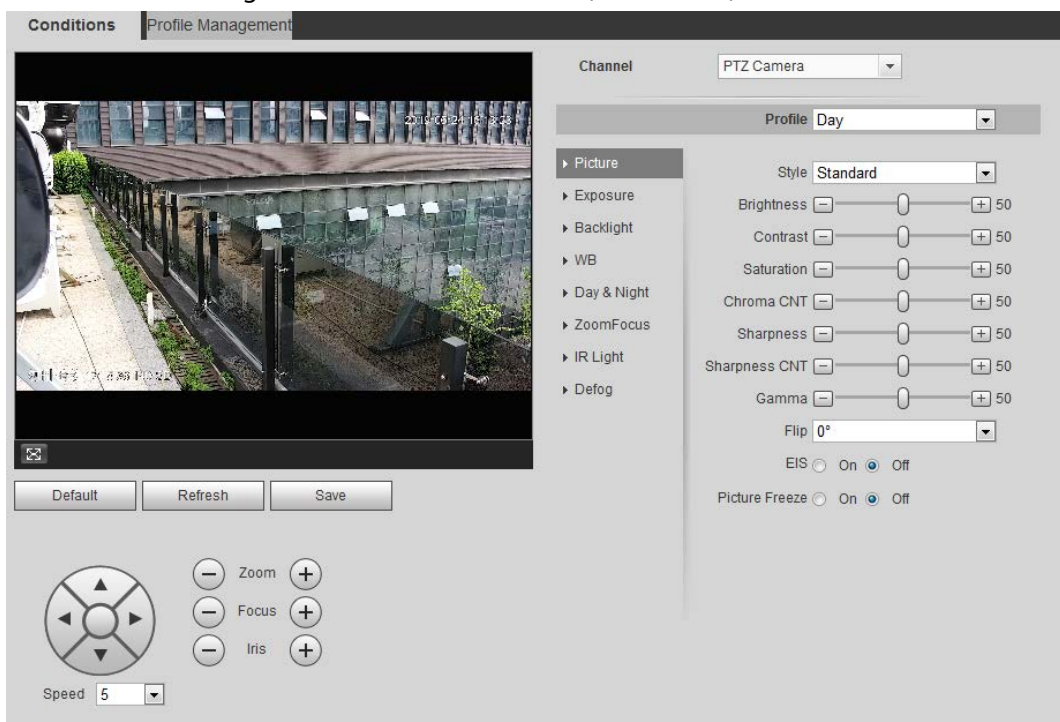 Conditions Profile Management
Channel PTZ Camera
Profile Day
Picture
Exposure
Backlight
WB
Day & Night
ZoomFocus
IR Light
Defog
Style Standard
Brightness 50
Contrast 50
Saturation 50
Chroma CNT 50
Sharpness 50
Sharpness CNT 50
Gamma 50
Flip 0°
EIS On Off
Picture Freeze On Off
Default Refresh Save
Zoom
Focus
Iris
Speed 5